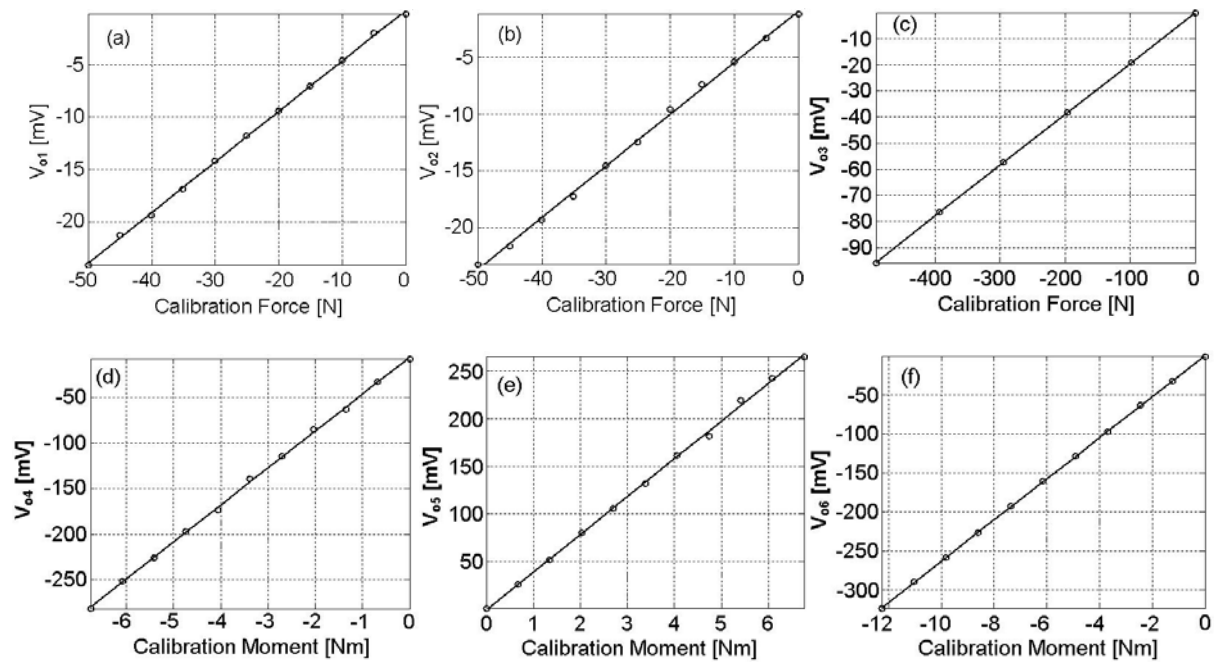 (a)
-5
-10
-15
-20
V₀₁ [mV]
-50 -40 -30 -20 -10 0
Calibration Force [N]
(b)
-5
-10
-15
-20
V₀₂ [mV]
-50 -40 -30 -20 -10 0
Calibration Force [N]
(c)
-10
-20
-30
-40
-50
-60
-70
-80
-90
V₀₃ [mV]
-400 -300 -200 -100 0
Calibration Force [N]
(d)
-50
-100
-150
-200
-250
V₀₄ [mV]
-6 -5 -4 -3 -2 -1 0
Calibration Moment [Nm]
(e)
250
200
150
100
50
V₀₅ [mV]
0 1 2 3 4 5 6
Calibration Moment [Nm]
(f)
-50
-100
-150
-200
-250
-300
V₀₆ [mV]
-12 -10 -8 -6 -4 -2 0
Calibration Moment [Nm]